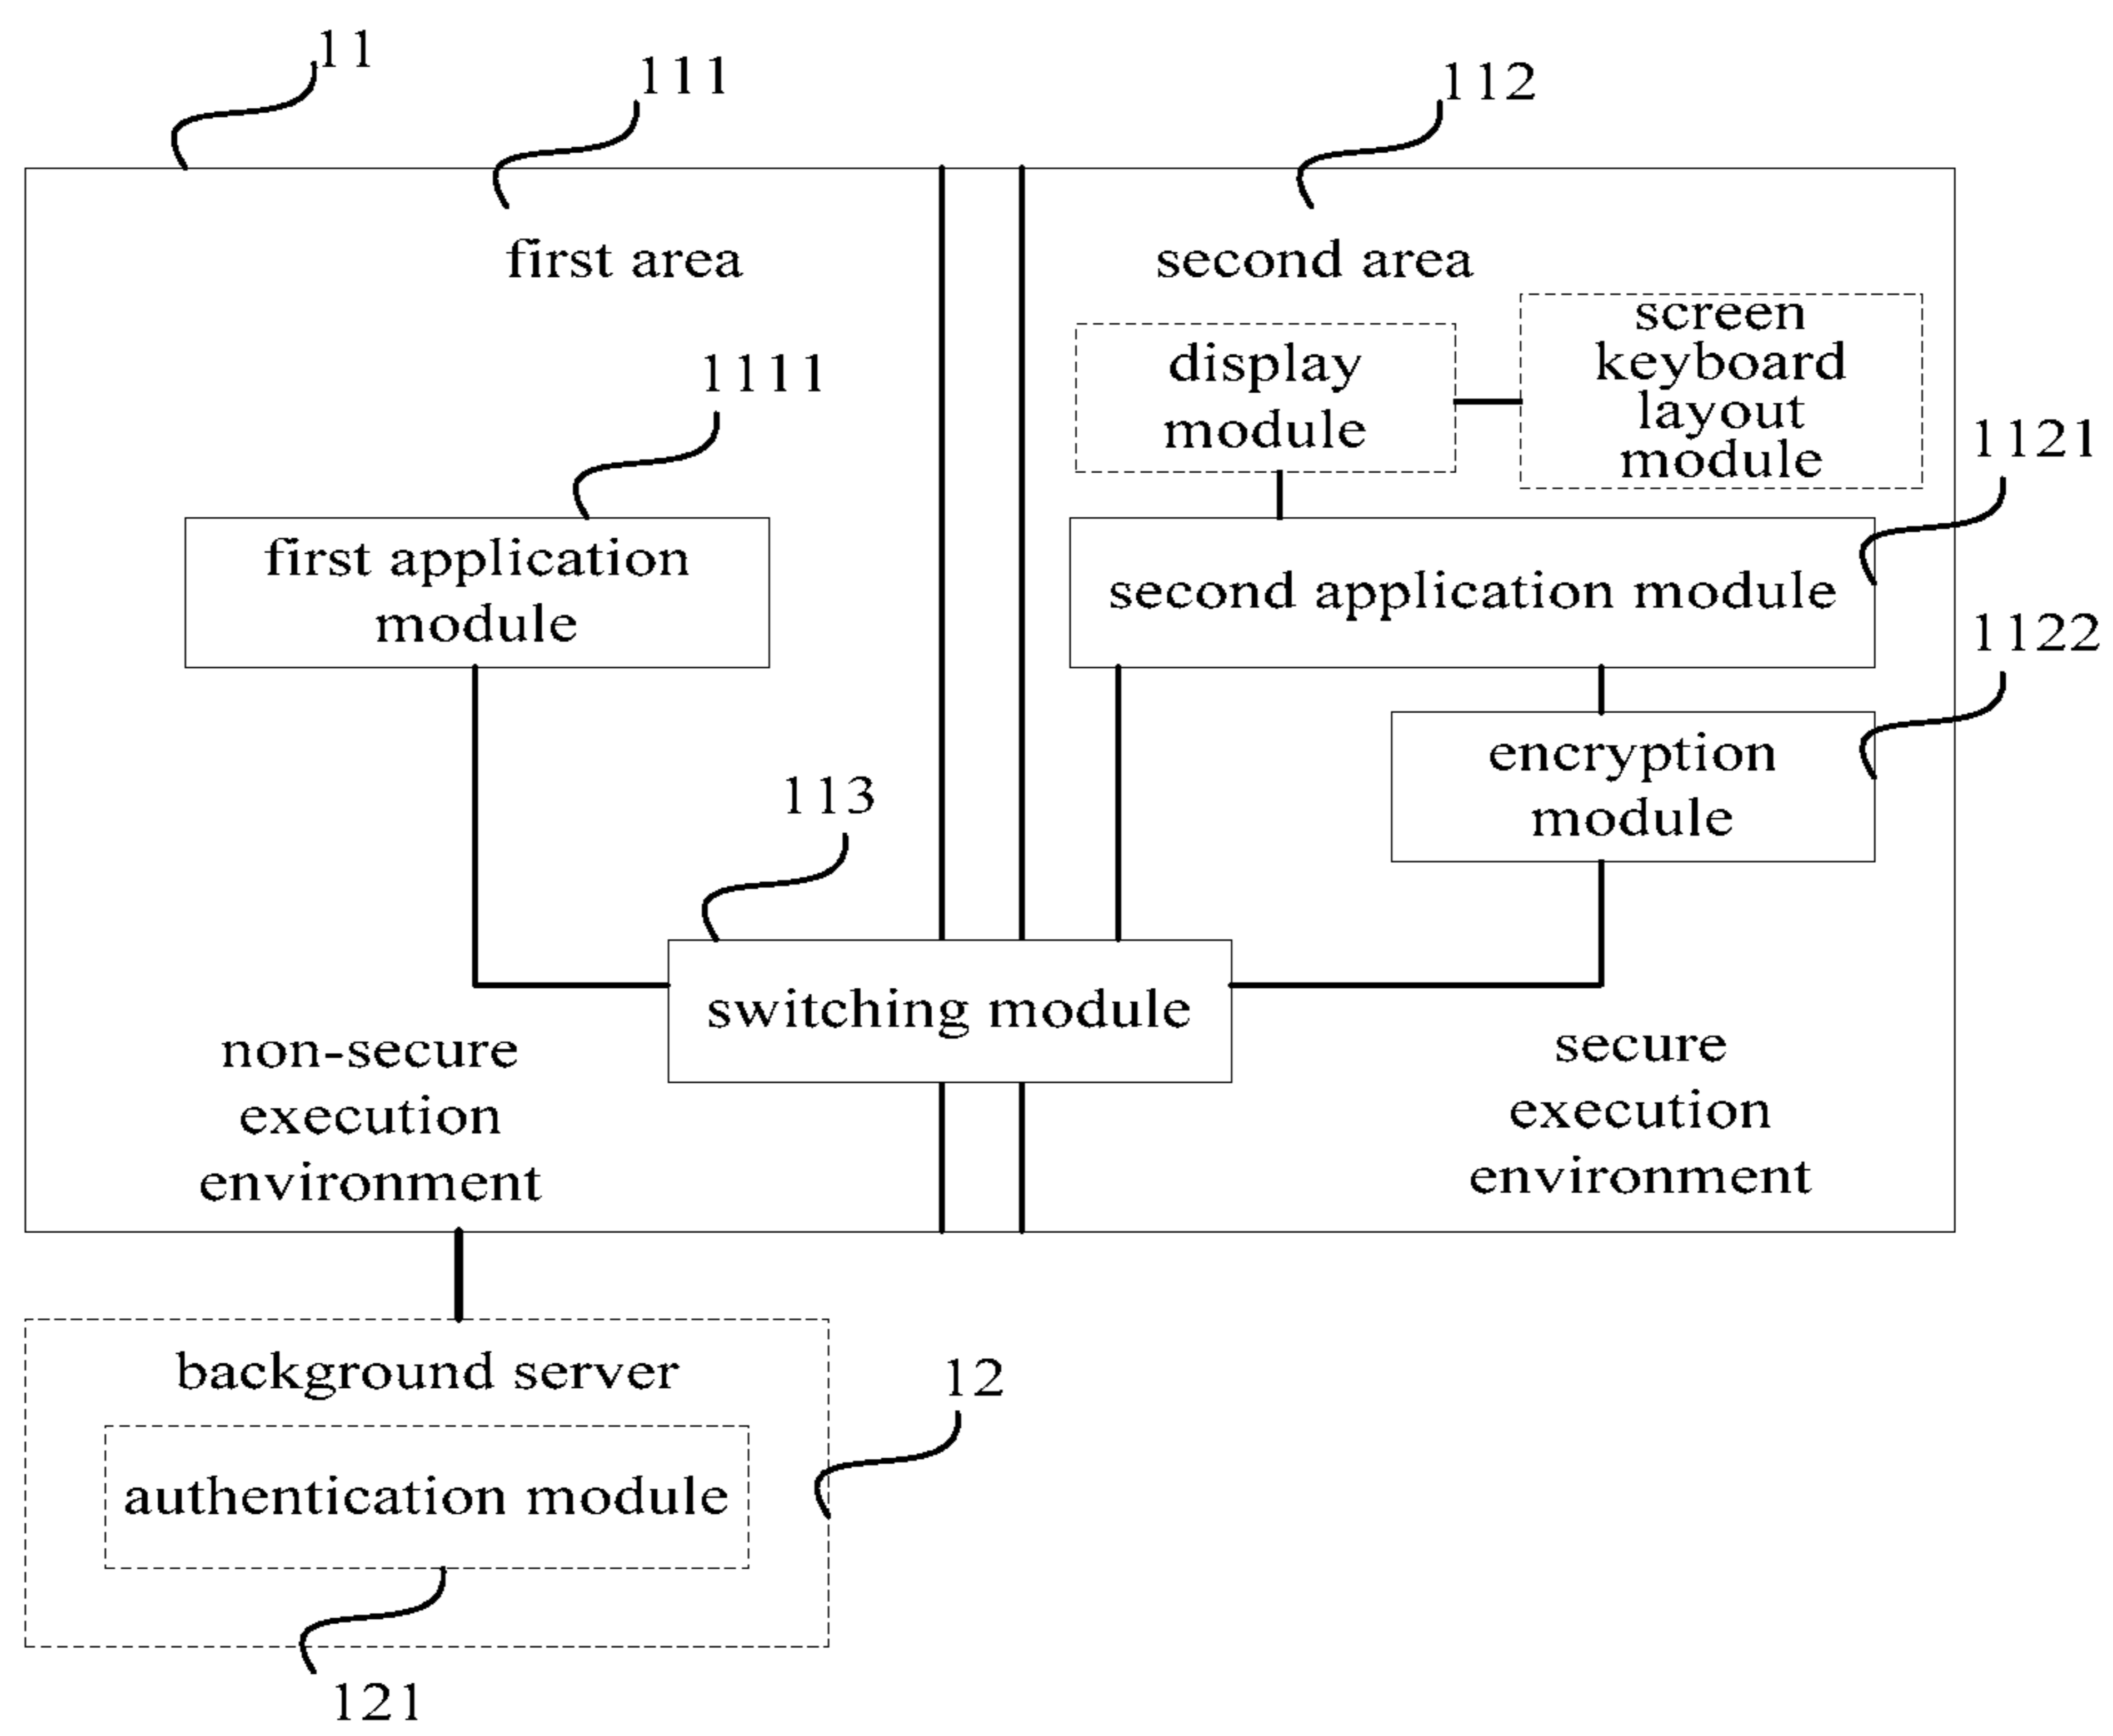 11
111
112
first area
second area
screen
keyboard
layout
module
display
module
1111
1121
first application
module
second application module
1122
encryption
module
113
switching module
non-secure
execution
environment
secure
execution
environment
background server
12
authentication module
121